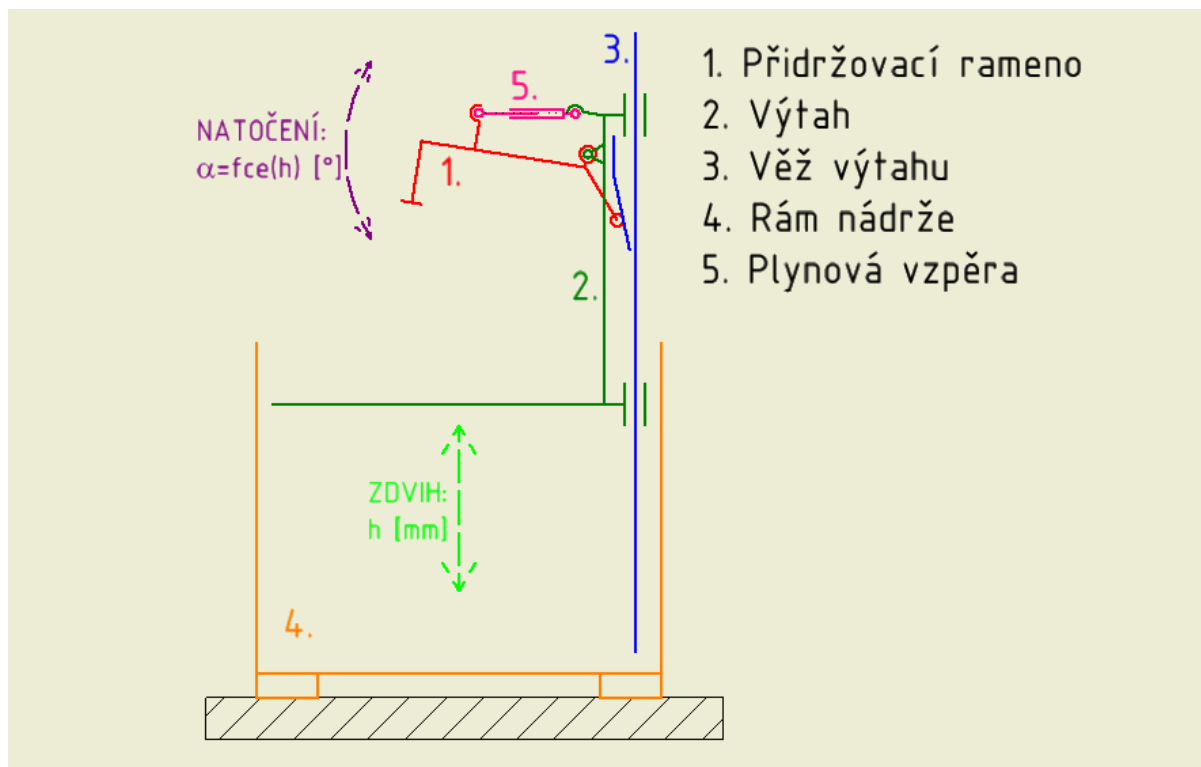 3.
5.
NATOČENÍ:
α=fce(h) [°]
1.
2.
ZDVIH:
h [mm]
4.
1. Přidržovací rameno
2. Výtah
3. Věž výtahu
4. Rám nádrže
5. Plynová vzpěra